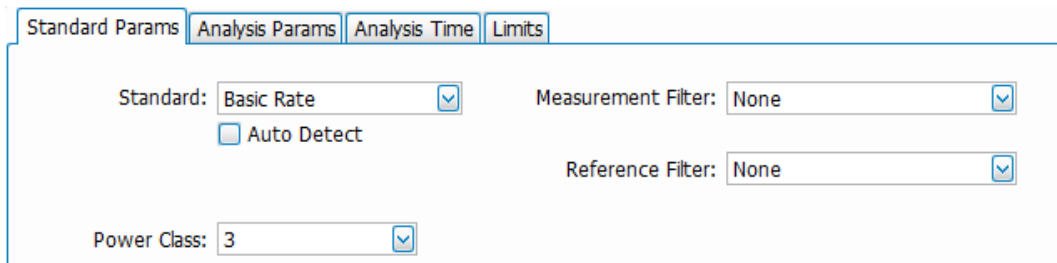 Standard Params Analysis Params Analysis Time Limits
Standard: Basic Rate Measurement Filter: None
Auto Detect
Reference Filter: None
Power Class: 3